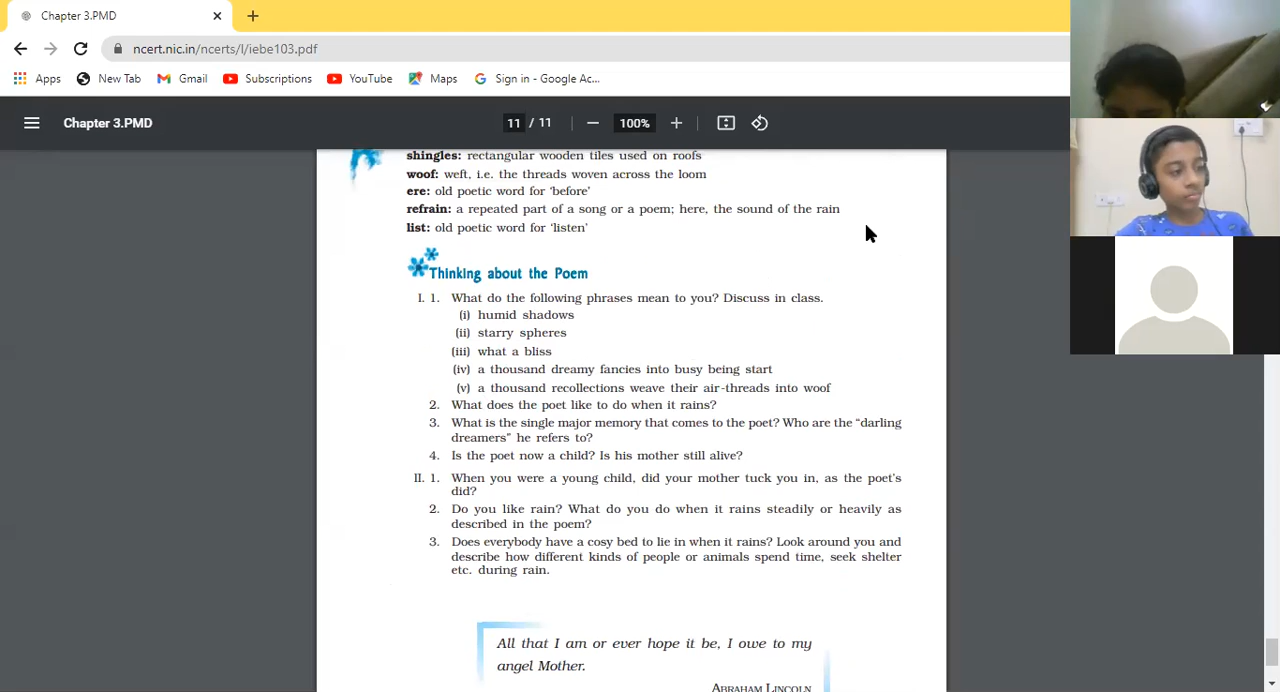 Chapter 3.PMD
ncert.nic.in/ncerts/l/iebe103.pdf
Apps New Tab Gmail Subscriptions YouTube Maps Sign in - Google Ac...
Chapter 3.PMD 11 / 11 100%
shingles: rectangular wooden tiles used on roofs
woof: weft, i.e. the threads woven across the loom
ere: old poetic word for 'before'
refrain: a repeated part of a song or a poem; here, the sound of the rain
list: old poetic word for 'listen'
Thinking about the Poem
I. 1. What do the following phrases mean to you? Discuss in class.
(i) humid shadows
(ii) starry spheres
(iii) what a bliss
(iv) a thousand dreamy fancies into busy being start
(v) a thousand recollections weave their air-threads into woof
2. What does the poet like to do when it rains?
3. What is the single major memory that comes to the poet? Who are the "darling
dreamers" he refers to?
4. Is the poet now a child? Is his mother still alive?
II. 1. When you were a young child, did your mother tuck you in, as the poet's
did?
2. Do you like rain? What do you do when it rains steadily or heavily as
described in the poem?
3. Does everybody have a cosy bed to lie in when it rains? Look around you and
describe how different kinds of people or animals spend time, seek shelter
etc. during rain.
All that I am or ever hope it be, I owe to my
angel Mother.
ABRAHAM LINCOLN